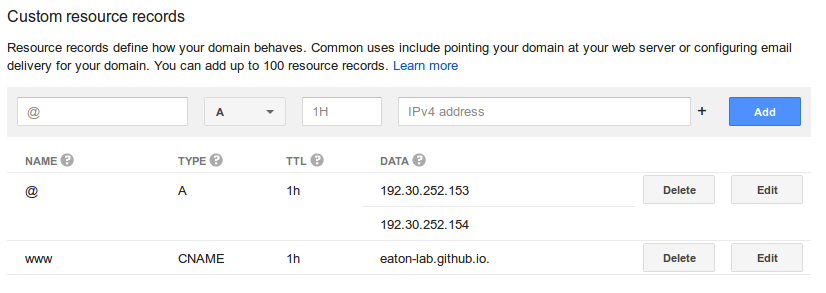 Custom resource records
Resource records define how your domain behaves. Common uses include pointing your domain at your web server or configuring email
delivery for your domain. You can add up to 100 resource records. Learn more
@ A 1H IPv4 address + Add
NAME ? TYPE ? TTL ? DATA ?
@ A 1h 192.30.252.153 Delete Edit
192.30.252.154
www CNAME 1h eaton-lab.github.io. Delete Edit